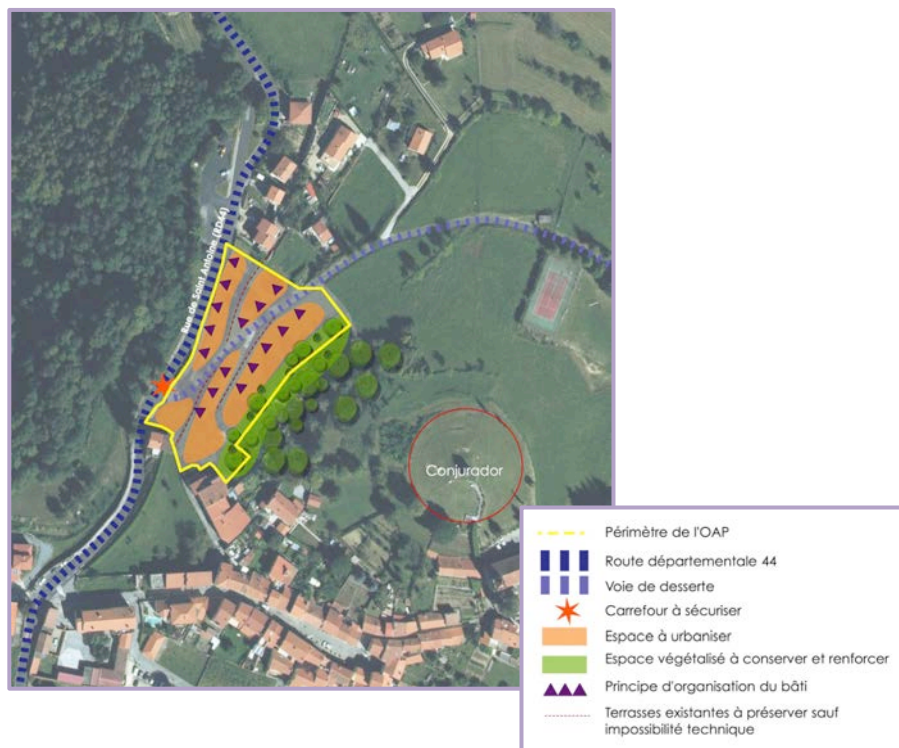 Rue de Saint Antoine (RD44)
Conjurador
Périmètre de l'OAP
Route départementale 44
Voie de desserte
Carrefour à sécuriser
Espace à urbaniser
Espace végétalisé à conserver et renforcer
Principe d'organisation du bâti
Terrasses existantes à préserver sauf
impossibilité technique